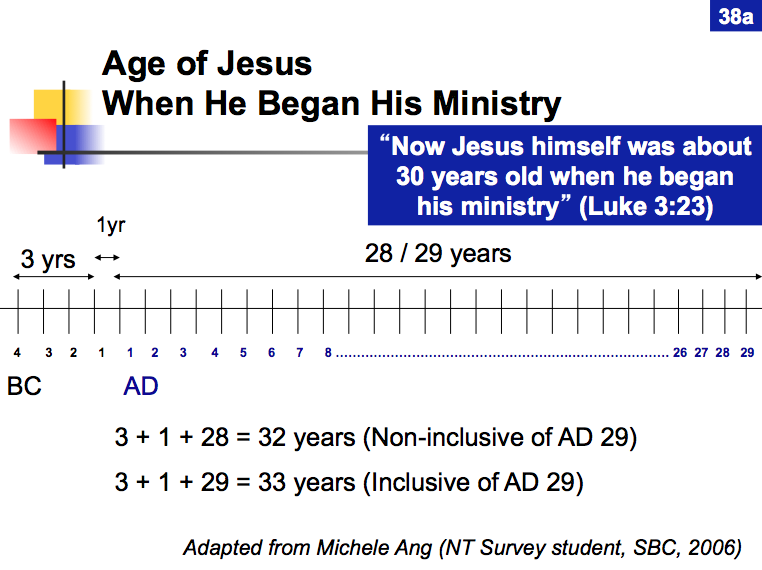 38a
Age of Jesus
When He Began His Ministry
“Now Jesus himself was about
30 years old when he began
his ministry” (Luke 3:23)
1yr
3 yrs
28 / 29 years
4 3 2 1 1 2 3 4 5 6 7 8 ............................................................................... 26 27 28 29
BC AD
3 + 1 + 28 = 32 years (Non-inclusive of AD 29)
3 + 1 + 29 = 33 years (Inclusive of AD 29)
Adapted from Michele Ang (NT Survey student, SBC, 2006)